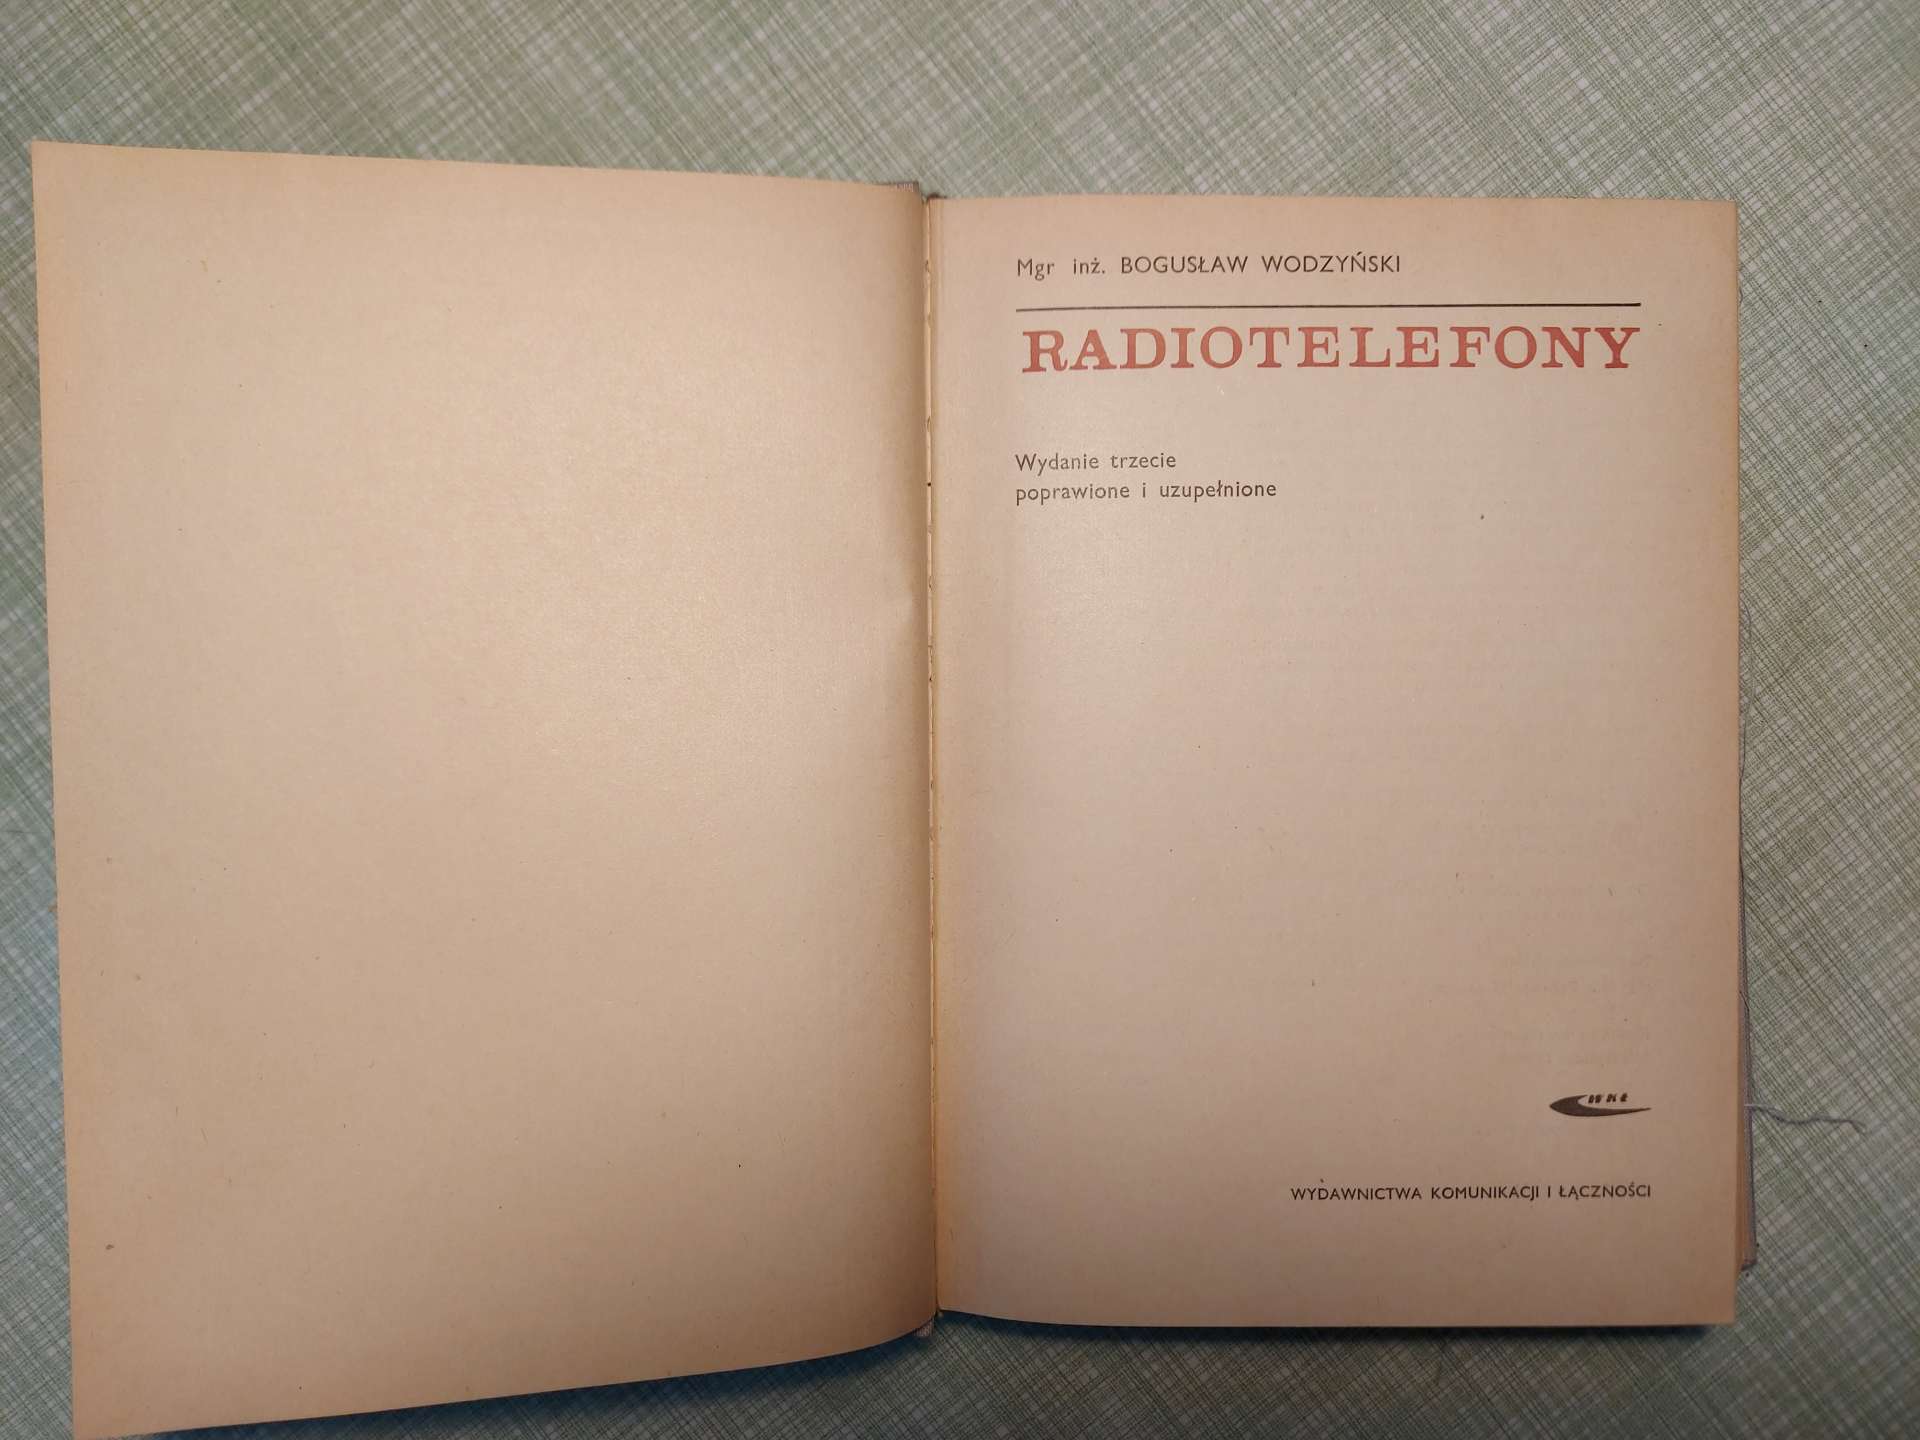 Mgr inż. BOGUSŁAW WODZYŃSKI
RADIOTELEFONY
Wydanie trzecie
poprawione i uzupełnione
WKŁ
WYDAWNICTWA KOMUNIKACJI I ŁĄCZNOŚCI